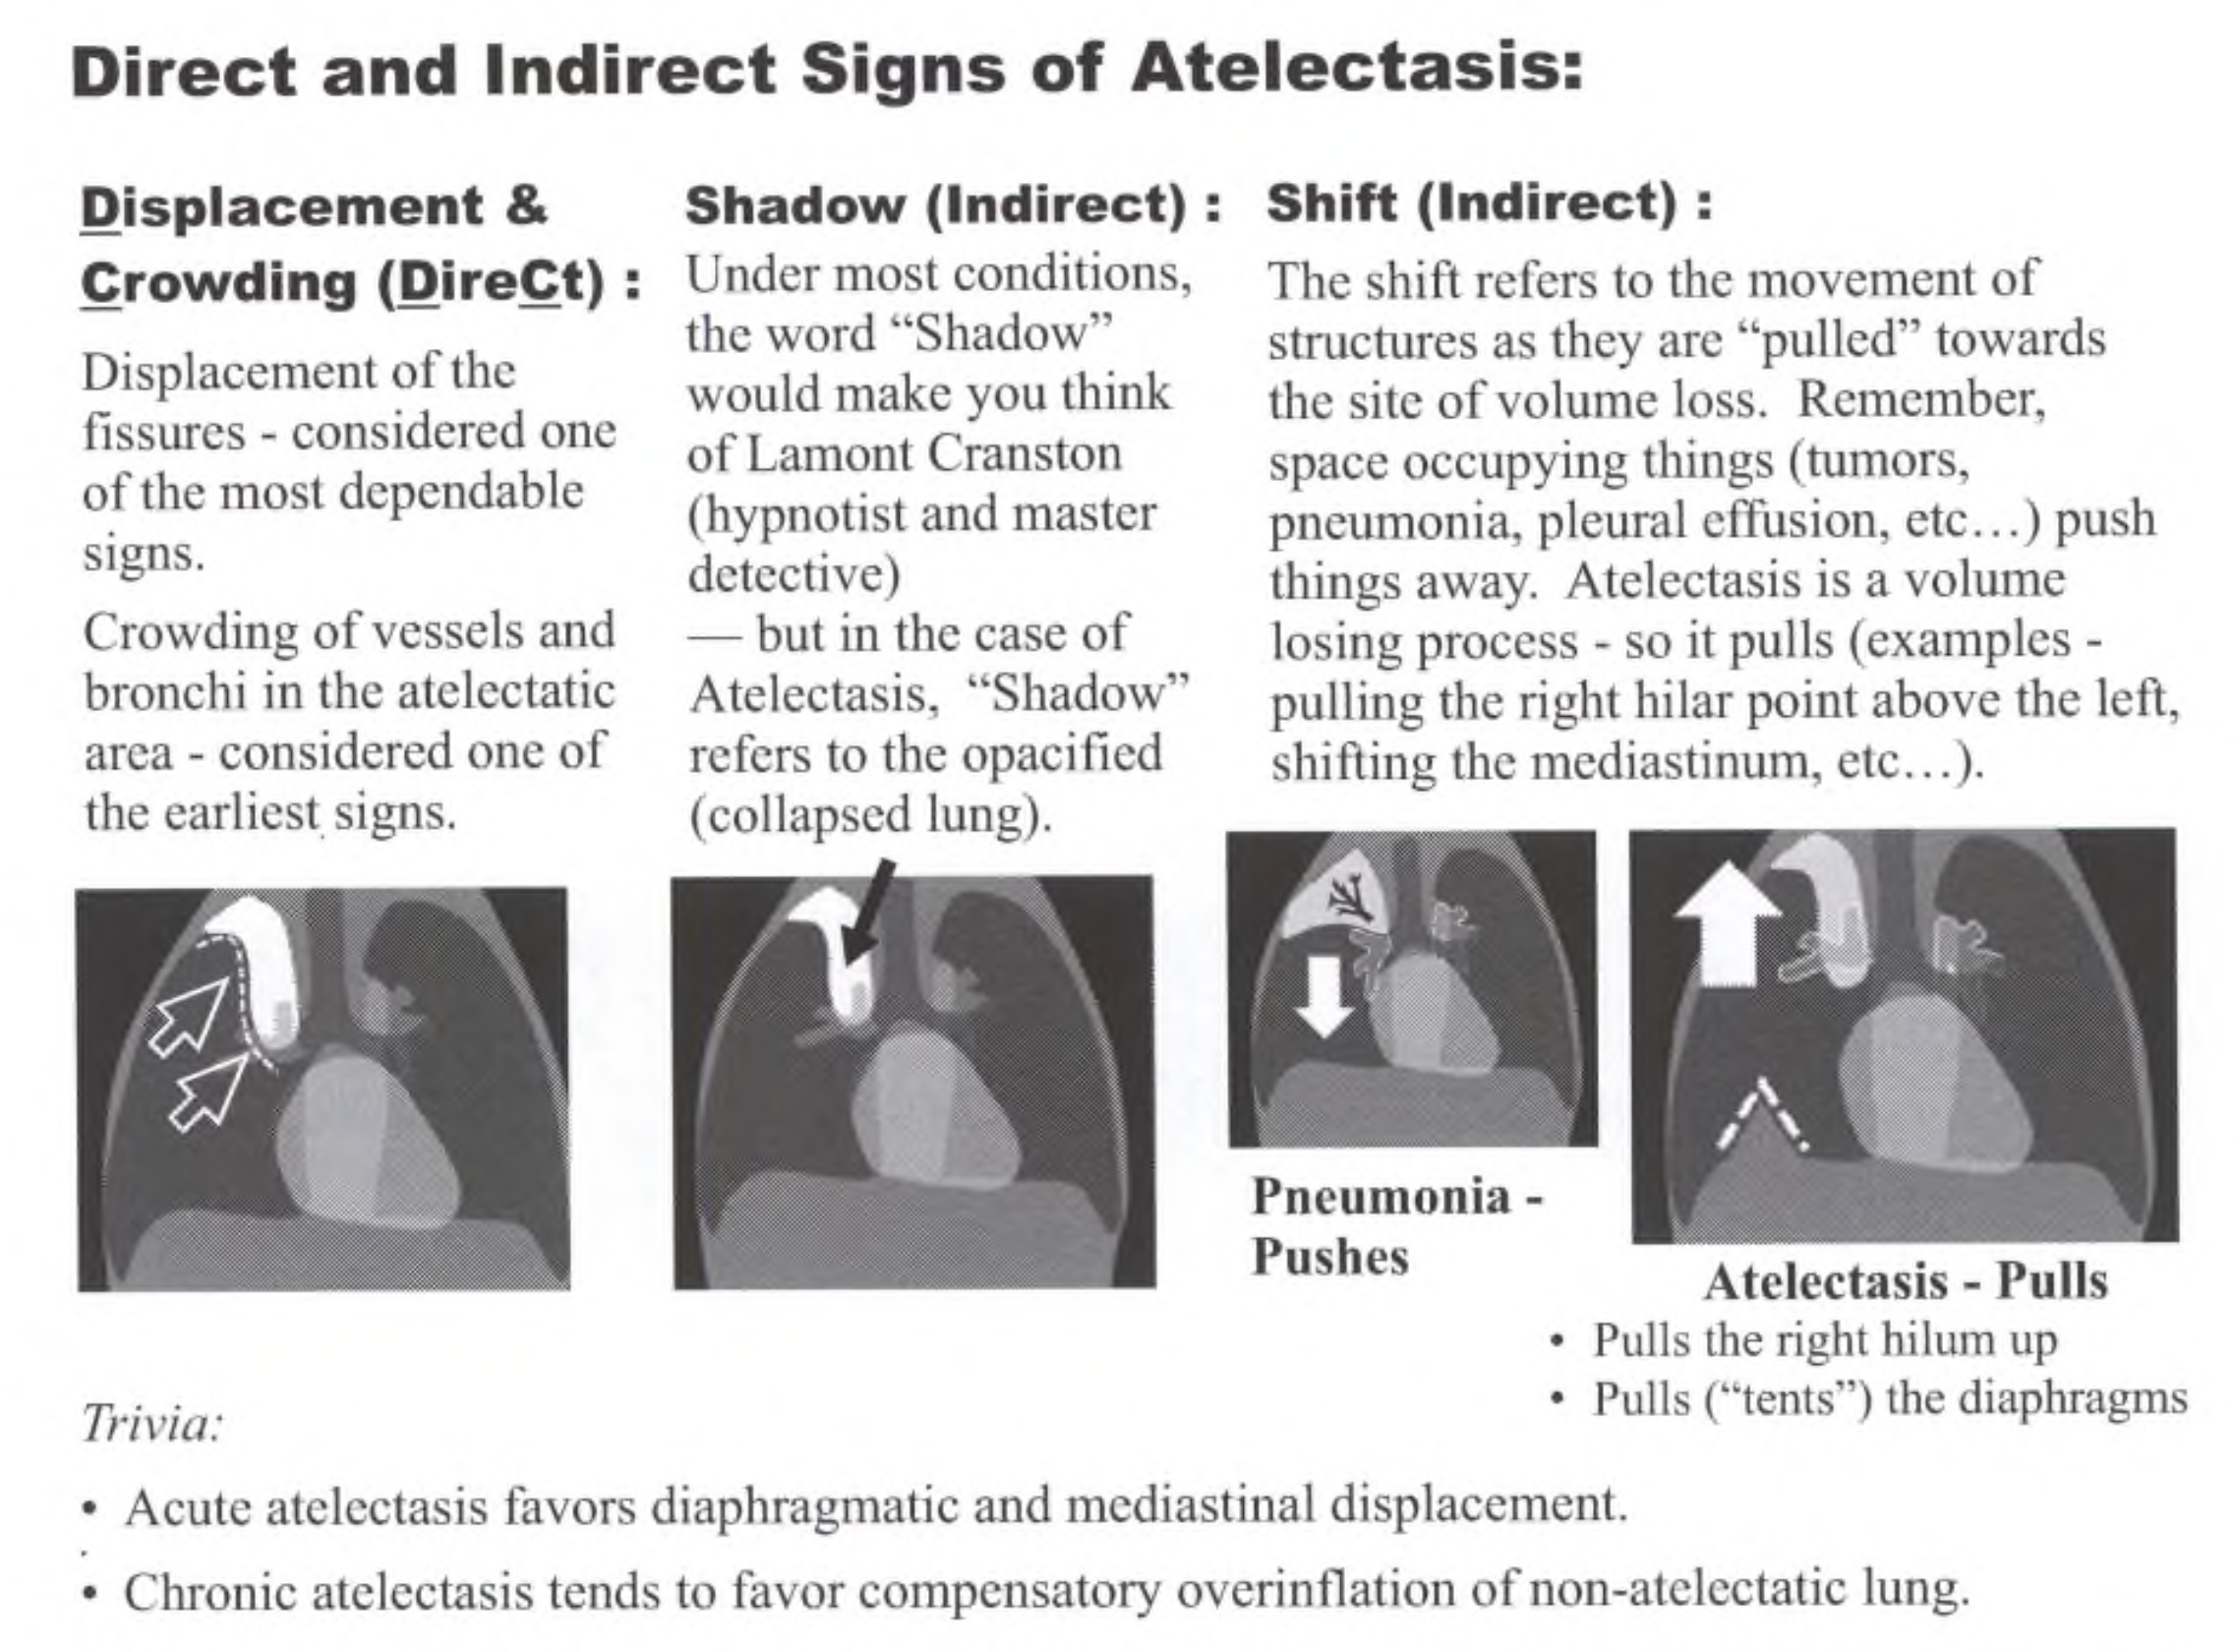 Direct and Indirect Signs of Atelectasis:
Displacement &
Crowding (DireCt) :
Displacement of the
fissures - considered one
of the most dependable
signs.
Crowding of vessels and
bronchi in the atelectatic
area - considered one of
the earliest signs.
Shadow (Indirect) :
Under most conditions,
the word “Shadow”
would make you think
of Lamont Cranston
(hypnotist and master
detective)
— but in the case of
Atelectasis, “Shadow”
refers to the opacified
(collapsed lung).
Shift (Indirect) :
The shift refers to the movement of
structures as they are “pulled” towards
the site of volume loss. Remember,
space occupying things (tumors,
pneumonia, pleural effusion, etc…) push
things away. Atelectasis is a volume
losing process - so it pulls (examples -
pulling the right hilar point above the left,
shifting the mediastinum, etc…).
Pneumonia -
Pushes
Atelectasis - Pulls
• Pulls the right hilum up
• Pulls (“tents”) the diaphragms
Trivia:
• Acute atelectasis favors diaphragmatic and mediastinal displacement.
• Chronic atelectasis tends to favor compensatory overinflation of non-atelectatic lung.